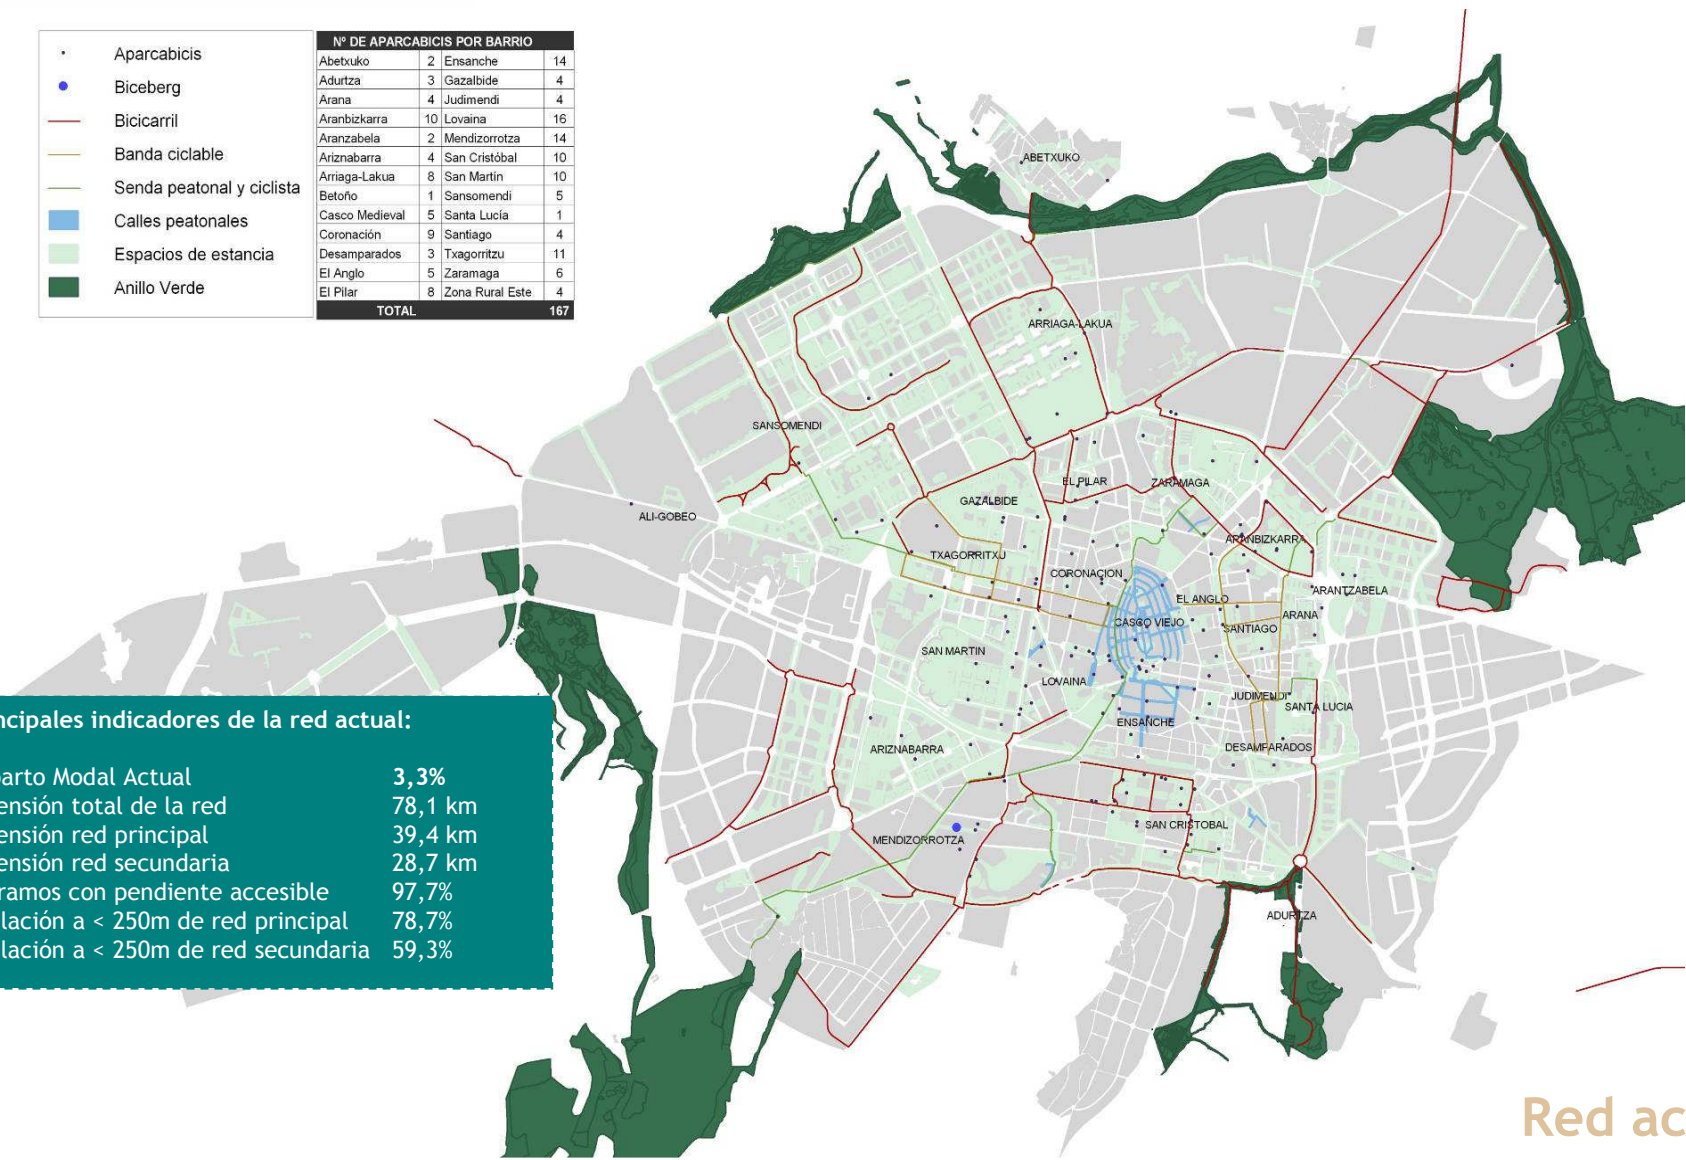 Aparcabicis
Biceberg
Bicicarril
Banda ciclable
Senda peatonal y ciclista
Calles peatonales
Espacios de estancia
Anillo Verde
Nº DE APARCABICIS POR BARRIO
Abetxuko 2 Ensanche 14
Adurtza 3 Gazalbide 4
Arana 4 Judimendi 4
Aranbizkarra 10 Lovaina 16
Aranzabela 2 Mendizorrotza 14
Ariznabarra 4 San Cristóbal 10
Arriaga-Lakua 8 San Martín 10
Betoño 1 Sansomendi 5
Casco Medieval 5 Santa Lucía 1
Coronación 9 Santiago 4
Desamparados 3 Txagorritzu 11
El Anglo 5 Zaramaga 6
El Pilar 8 Zona Rural Este 4
TOTAL 167
ABETXUKO
ARRIAGA-LAKUA
SANSOMENDI
EL PILAR
ZARAMAGA
GAZALBIDE
ALI-GOBEO
ARANBIZKARRA
TXAGORRITXU
CORONACION
ARANTZABELA
EL ANGLO
ARANA
CASCO VIEJO
SANTIAGO
SAN MARTIN
LOVAINA
JUDIMENDI
SANTA LUCIA
ENSANCHE
ARIZNABARRA
DESAMPARADOS
SAN CRISTOBAL
MENDIZORROTZA
ADURTZA
ncipales indicadores de la red actual:
parto Modal Actual 3,3%
ensión total de la red 78,1 km
ensión red principal 39,4 km
ensión red secundaria 28,7 km
ramos con pendiente accesible 97,7%
lación a < 250m de red principal 78,7%
lación a < 250m de red secundaria 59,3%
Red ac